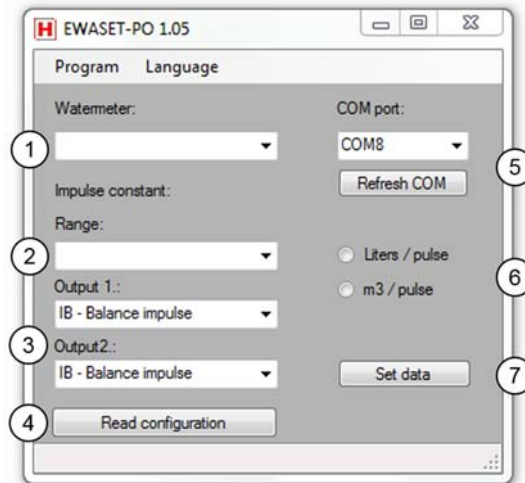 H EWASET-PO 1.05
Program Language
Watermeter:
COM port:
1
COM8
5
Impulse constant:
Refresh COM
Range:
2
Liters / pulse
6
Output 1.:
m3 / pulse
IB - Balance impulse
3
Output2.:
IB - Balance impulse
Set data
7
4
Read configuration